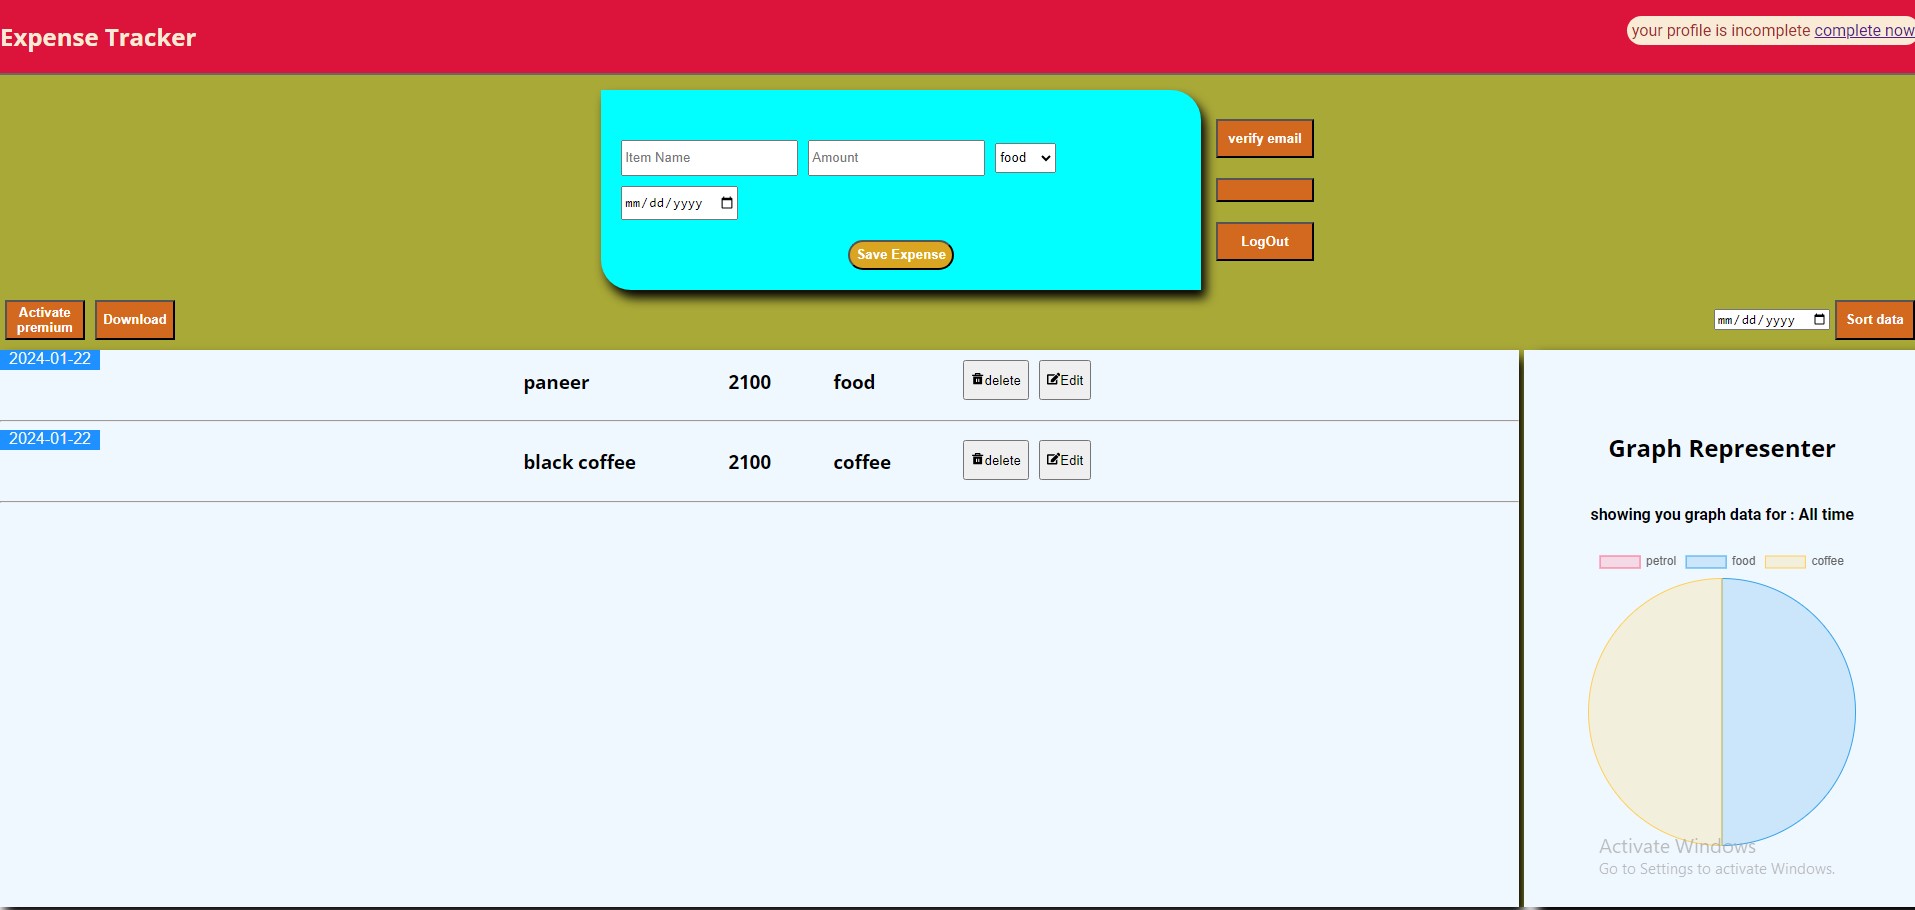 Expense Tracker
your profile is incomplete complete now
Item Name
Amount
food
mm/dd/yyyy
Save Expense
verify email
LogOut
Activate premium
Download
mm/dd/yyyy
Sort data
2024-01-22
paneer 2100 food delete Edit
2024-01-22
black coffee 2100 coffee delete Edit
Graph Representer
showing you graph data for : All time
petrol food coffee
Activate Windows
Go to Settings to activate Windows.